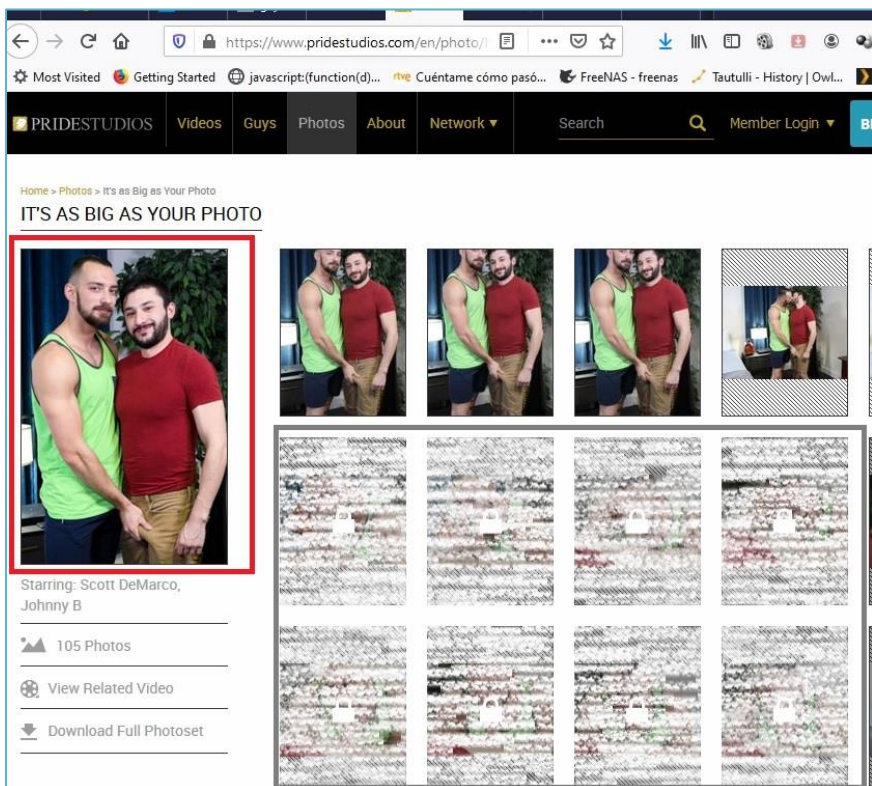 https://www.pridestudios.com/en/photo/
Most Visited Getting Started javascript:(function(d)... rtve Cuéntame cómo pasó... FreeNAS - freenas Tautulli - History | Owl...
PRIDESTUDIOS Videos Guys Photos About Network ▼ Search Member Login ▼
Home » Photos » It's as Big as Your Photo
IT'S AS BIG AS YOUR PHOTO
Starring: Scott DeMarco,
Johnny B
105 Photos
View Related Video
Download Full Photoset